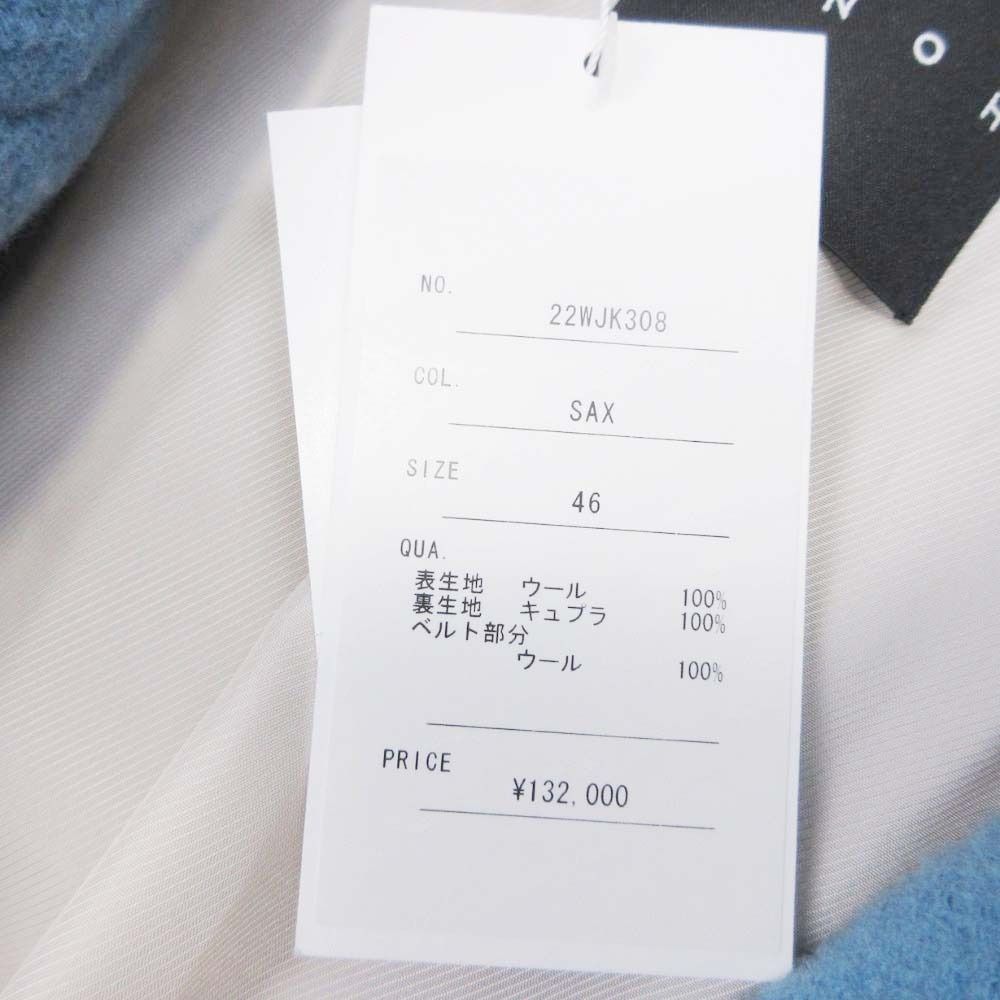 NO.
22WJK308
COL.
SAX
SIZE
46
QUA.
表生地 ウール 100%
裏生地 キュプラ 100%
ベルト部分
ウール 100%
PRICE
¥132,000